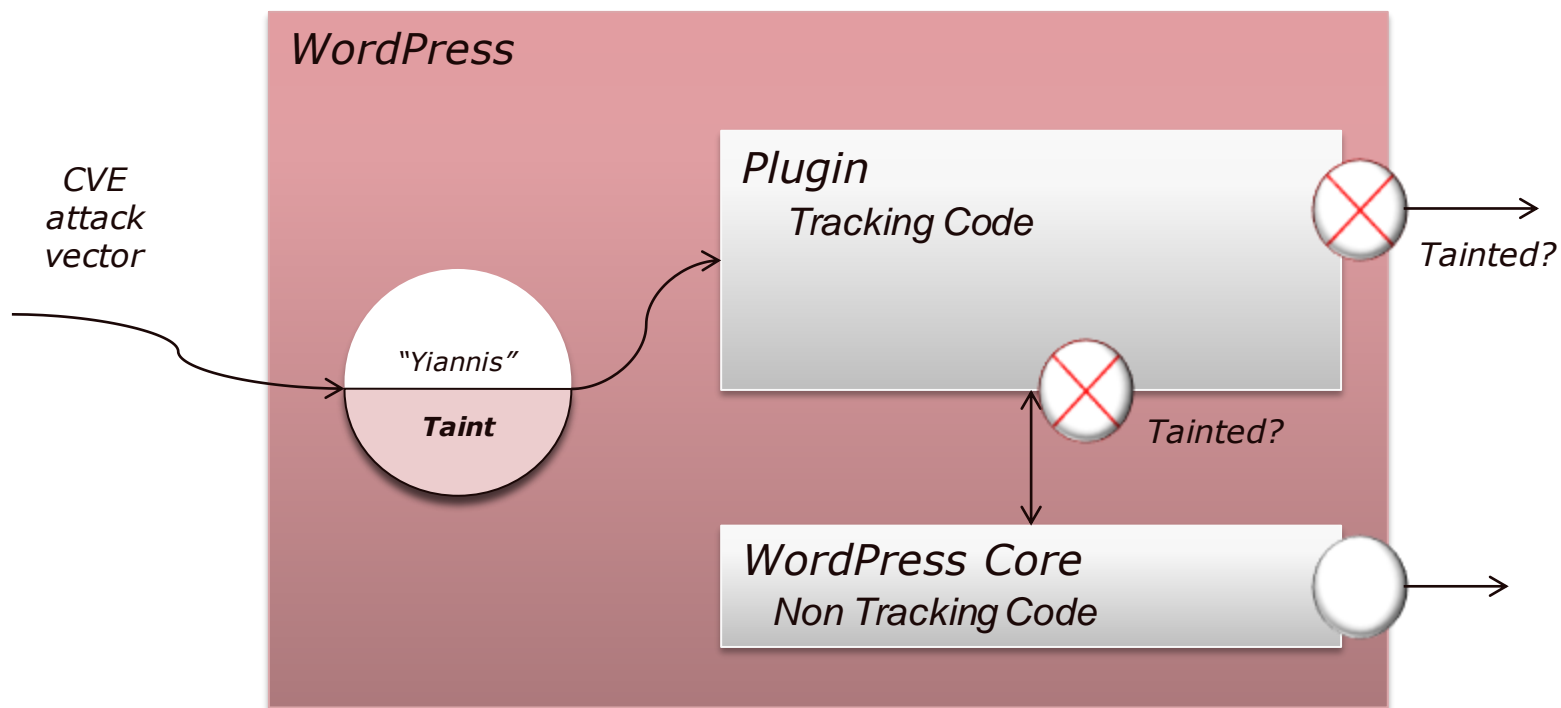 WordPress
CVE
attack
vector
Plugin
Tracking Code
Tainted?
“Yiannis”
Taint
Tainted?
WordPress Core
Non Tracking Code